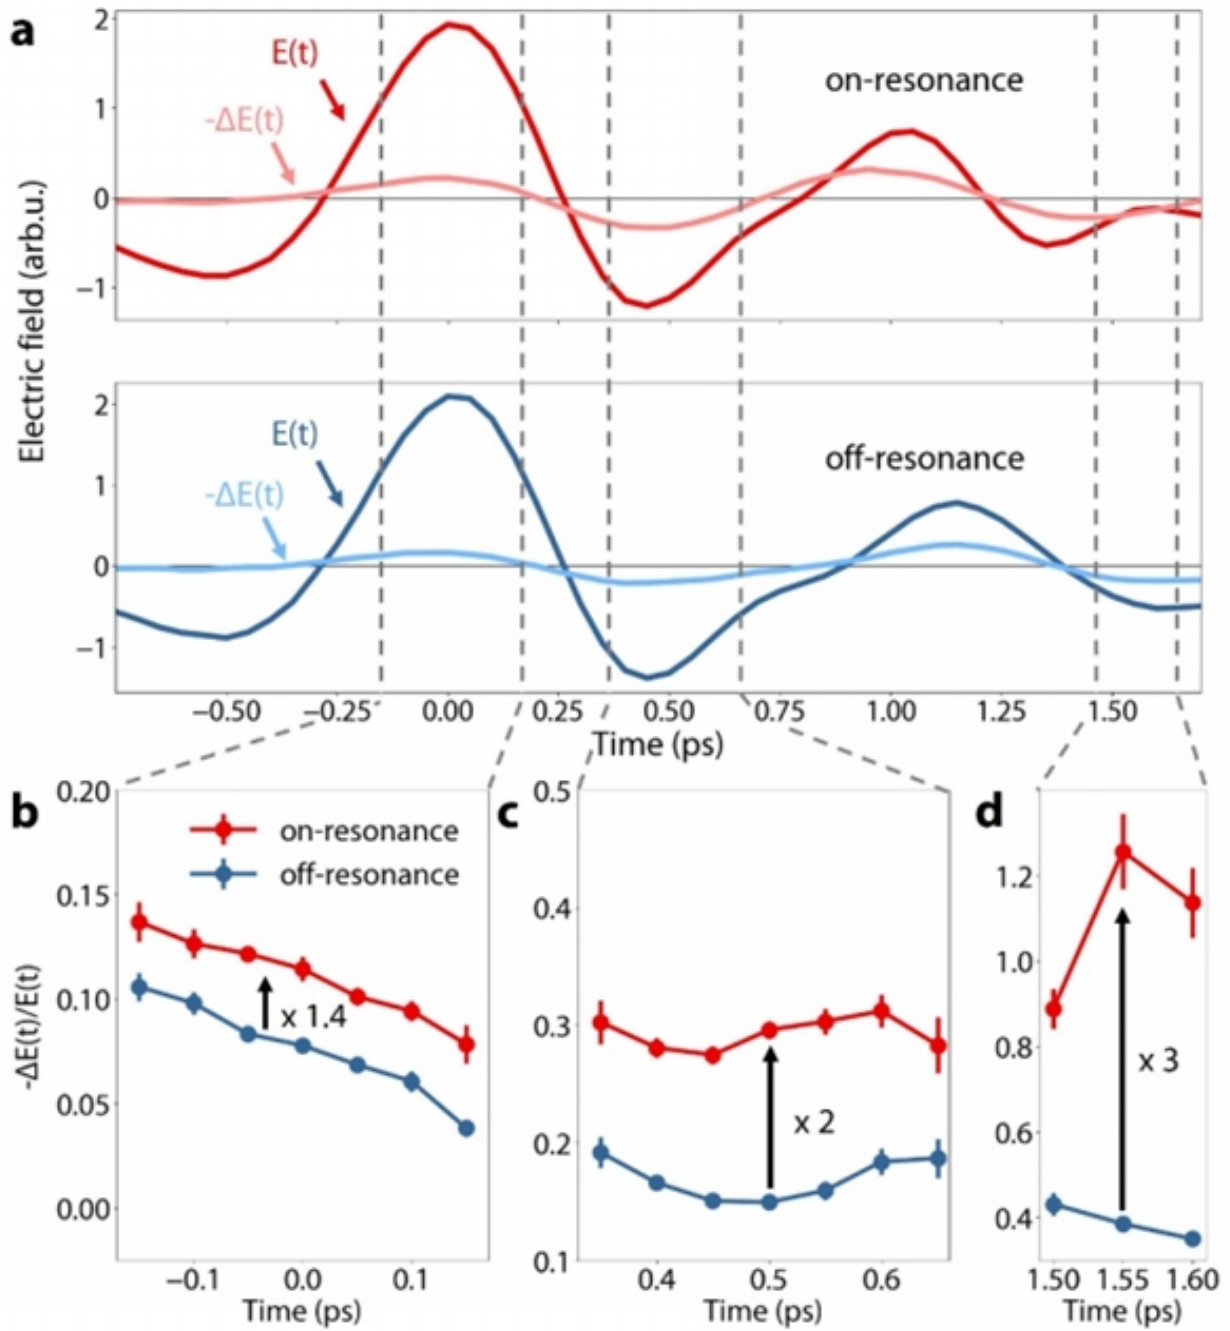 a
Electric field (arb.u.)
2
1
0
−1
E(t)
-ΔE(t)
on-resonance
2
1
0
−1
E(t)
-ΔE(t)
off-resonance
−0.50 −0.25 0.00 0.25 0.50 0.75 1.00 1.25 1.50
Time (ps)
b
-ΔE(t)/E(t)
0.20
0.15
0.10
0.05
0.00
on-resonance
off-resonance
x 1.4
−0.1 0.0 0.1
Time (ps)
c
0.5
0.4
0.3
0.2
0.1
x 2
0.4 0.5 0.6
Time (ps)
d
1.2
1.0
0.8
0.6
0.4
x 3
1.50 1.55 1.60
Time (ps)